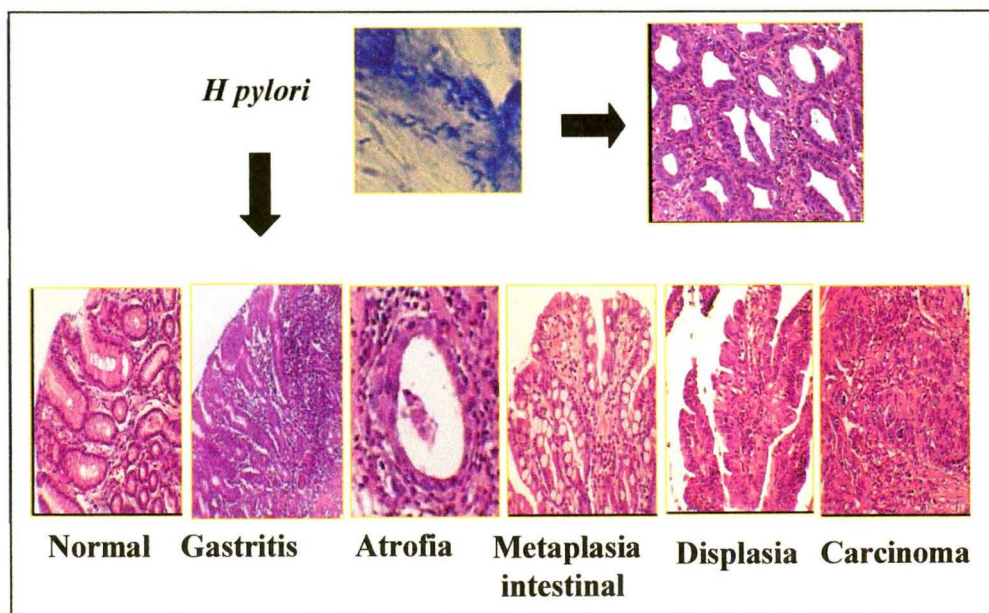 H pylori
Normal
Gastritis
Atrofia
Metaplasia
intestinal
Displasia
Carcinoma